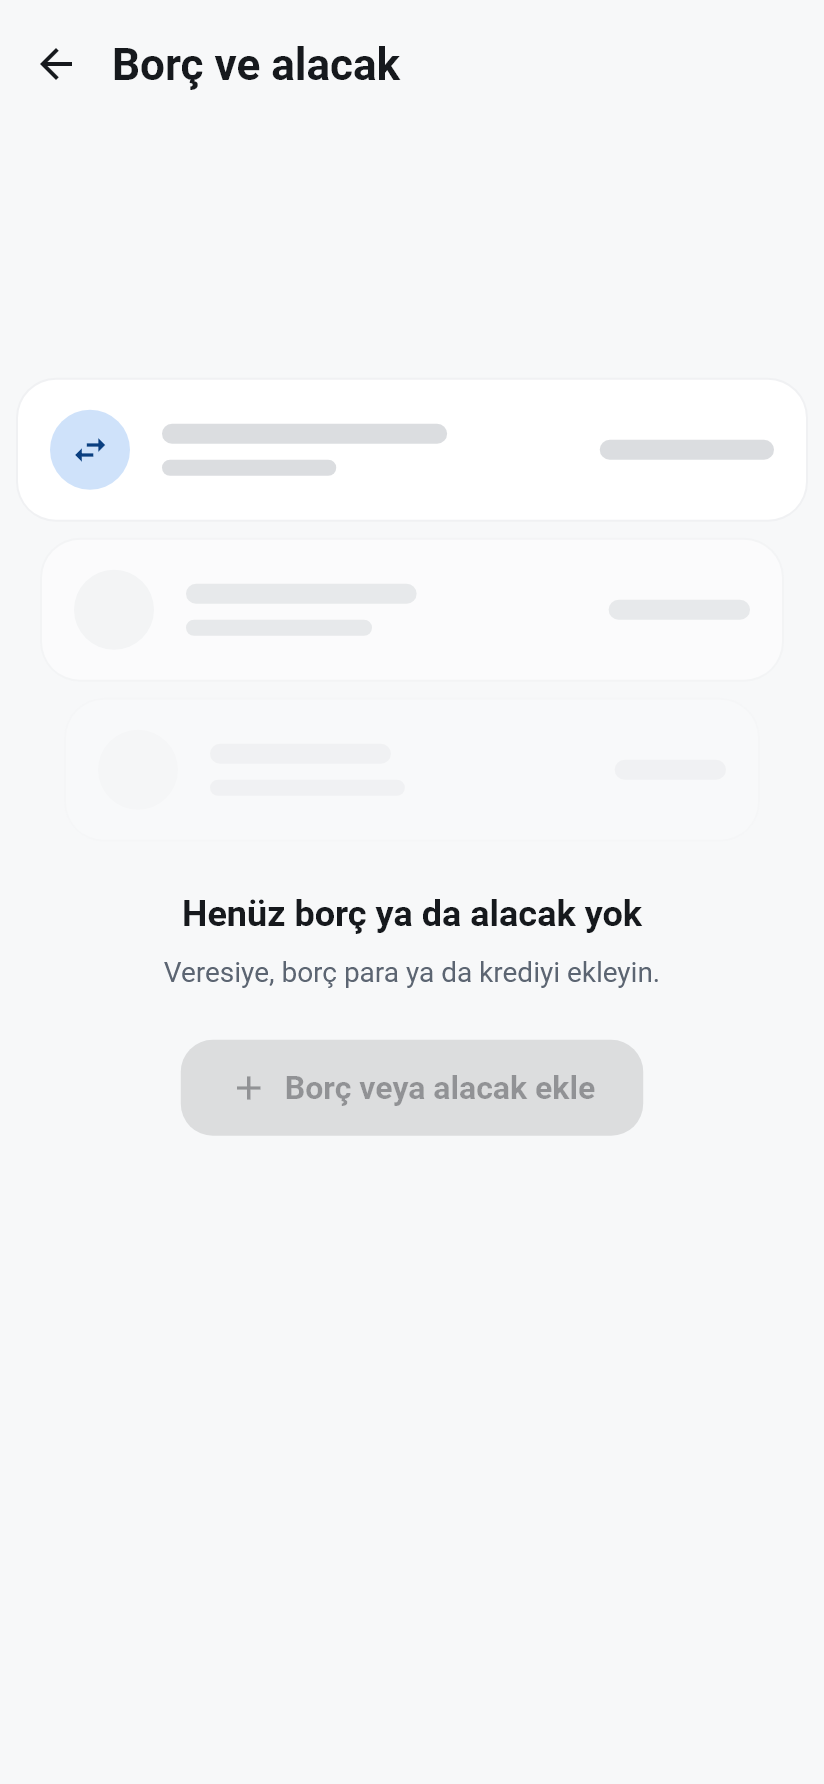 Borç ve alacak
Henüz borç ya da alacak yok
Veresiye, borç para ya da krediyi ekleyin.
Borç veya alacak ekle